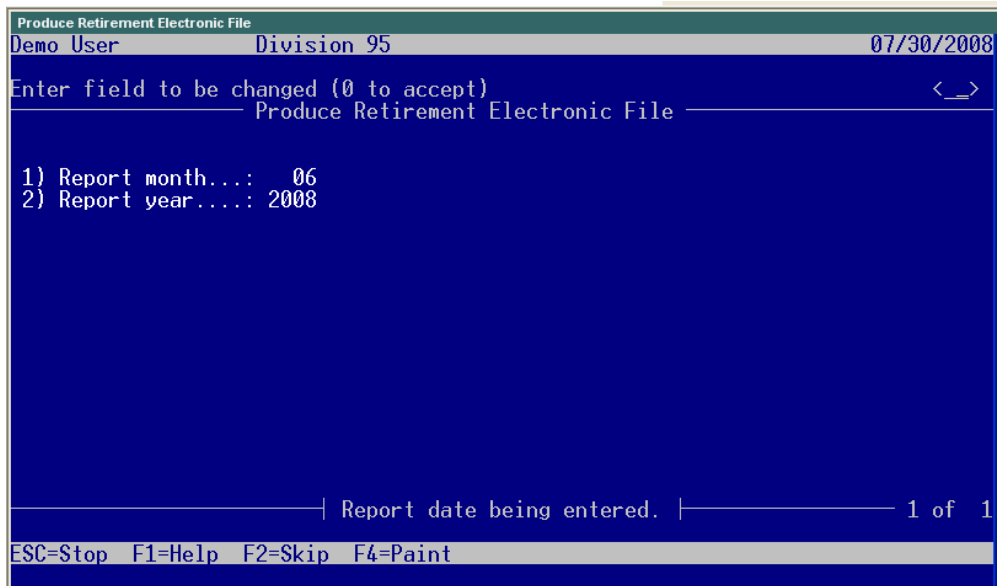 Produce Retirement Electronic File
Demo User Division 95 07/30/2008
Enter field to be changed (0 to accept) <__>
Produce Retirement Electronic File
1) Report month...: 06
2) Report year....: 2008
Report date being entered. 1 of 1
ESC=Stop F1=Help F2=Skip F4=Paint